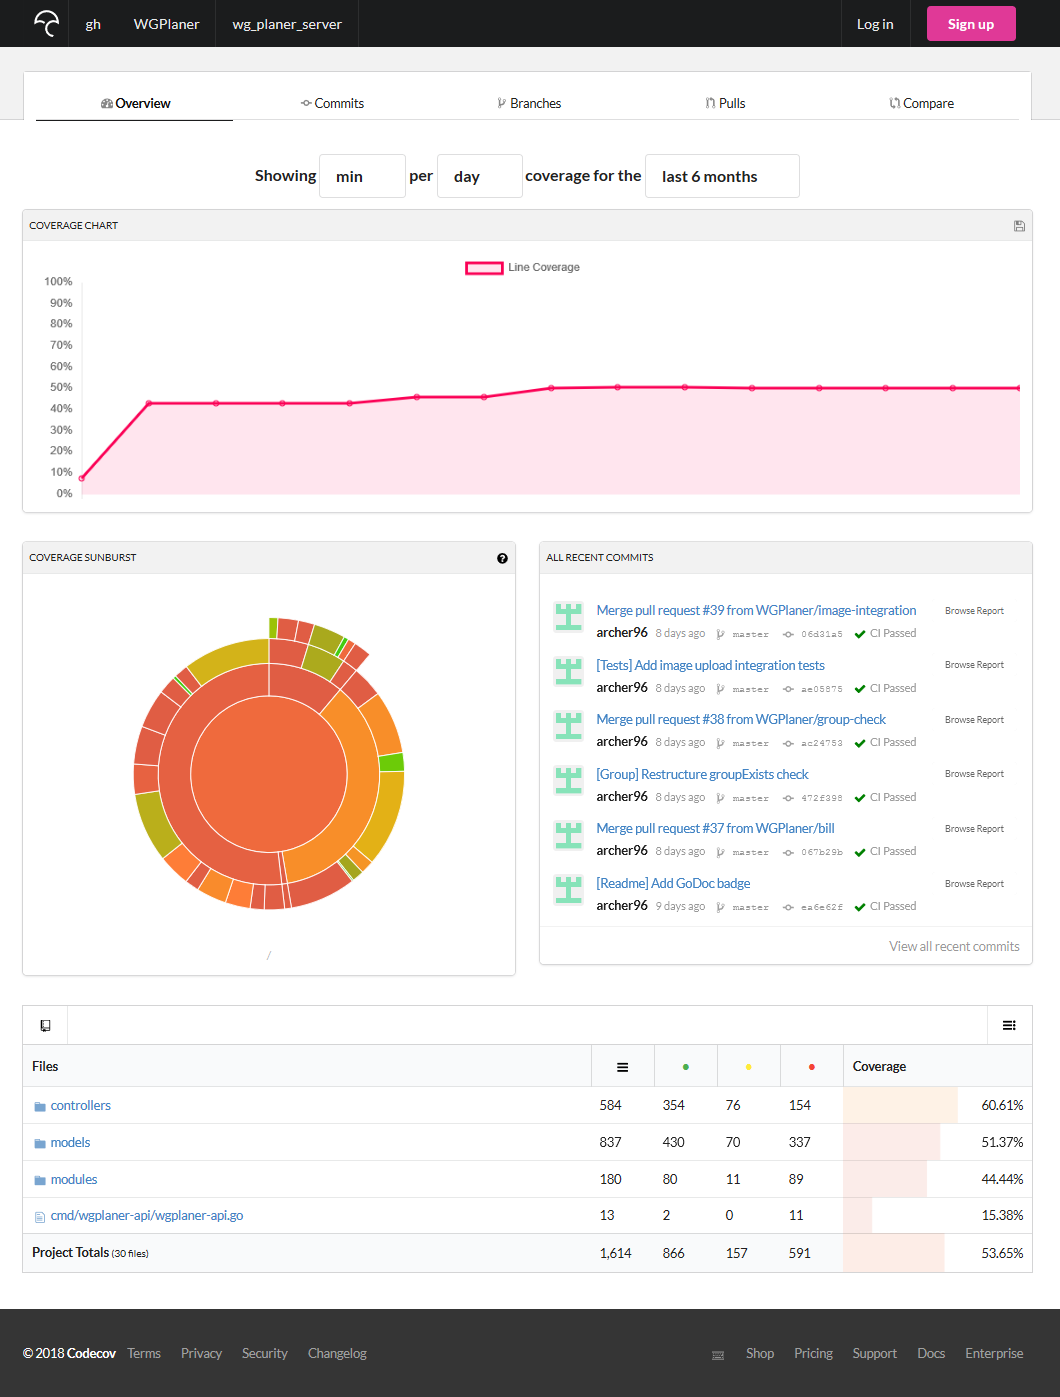 gh WGPlaner wg_planer_server Log in Sign up
Overview Commits Branches Pulls Compare
Showing min per day coverage for the last 6 months
COVERAGE CHART
Line Coverage
100%
90%
80%
70%
60%
50%
40%
30%
20%
10%
0%
COVERAGE SUNBURST
/
ALL RECENT COMMITS
Merge pull request #39 from WGPlaner/image-integration Browse Report
archer96 8 days ago master 06d31a5 CI Passed
[Tests] Add image upload integration tests Browse Report
archer96 8 days ago master ae05875 CI Passed
Merge pull request #38 from WGPlaner/group-check Browse Report
archer96 8 days ago master ac24753 CI Passed
[Group] Restructure groupExists check Browse Report
archer96 8 days ago master 472f398 CI Passed
Merge pull request #37 from WGPlaner/bill Browse Report
archer96 8 days ago master 067b29b CI Passed
[Readme] Add GoDoc badge Browse Report
archer96 9 days ago master ea6e62f CI Passed
View all recent commits
Files Coverage
controllers 584 354 76 154 60.61%
models 837 430 70 337 51.37%
modules 180 80 11 89 44.44%
cmd/wgplaner-api/wgplaner-api.go 13 2 0 11 15.38%
Project Totals (30 files) 1,614 866 157 591 53.65%
© 2018 Codecov Terms Privacy Security Changelog Shop Pricing Support Docs Enterprise